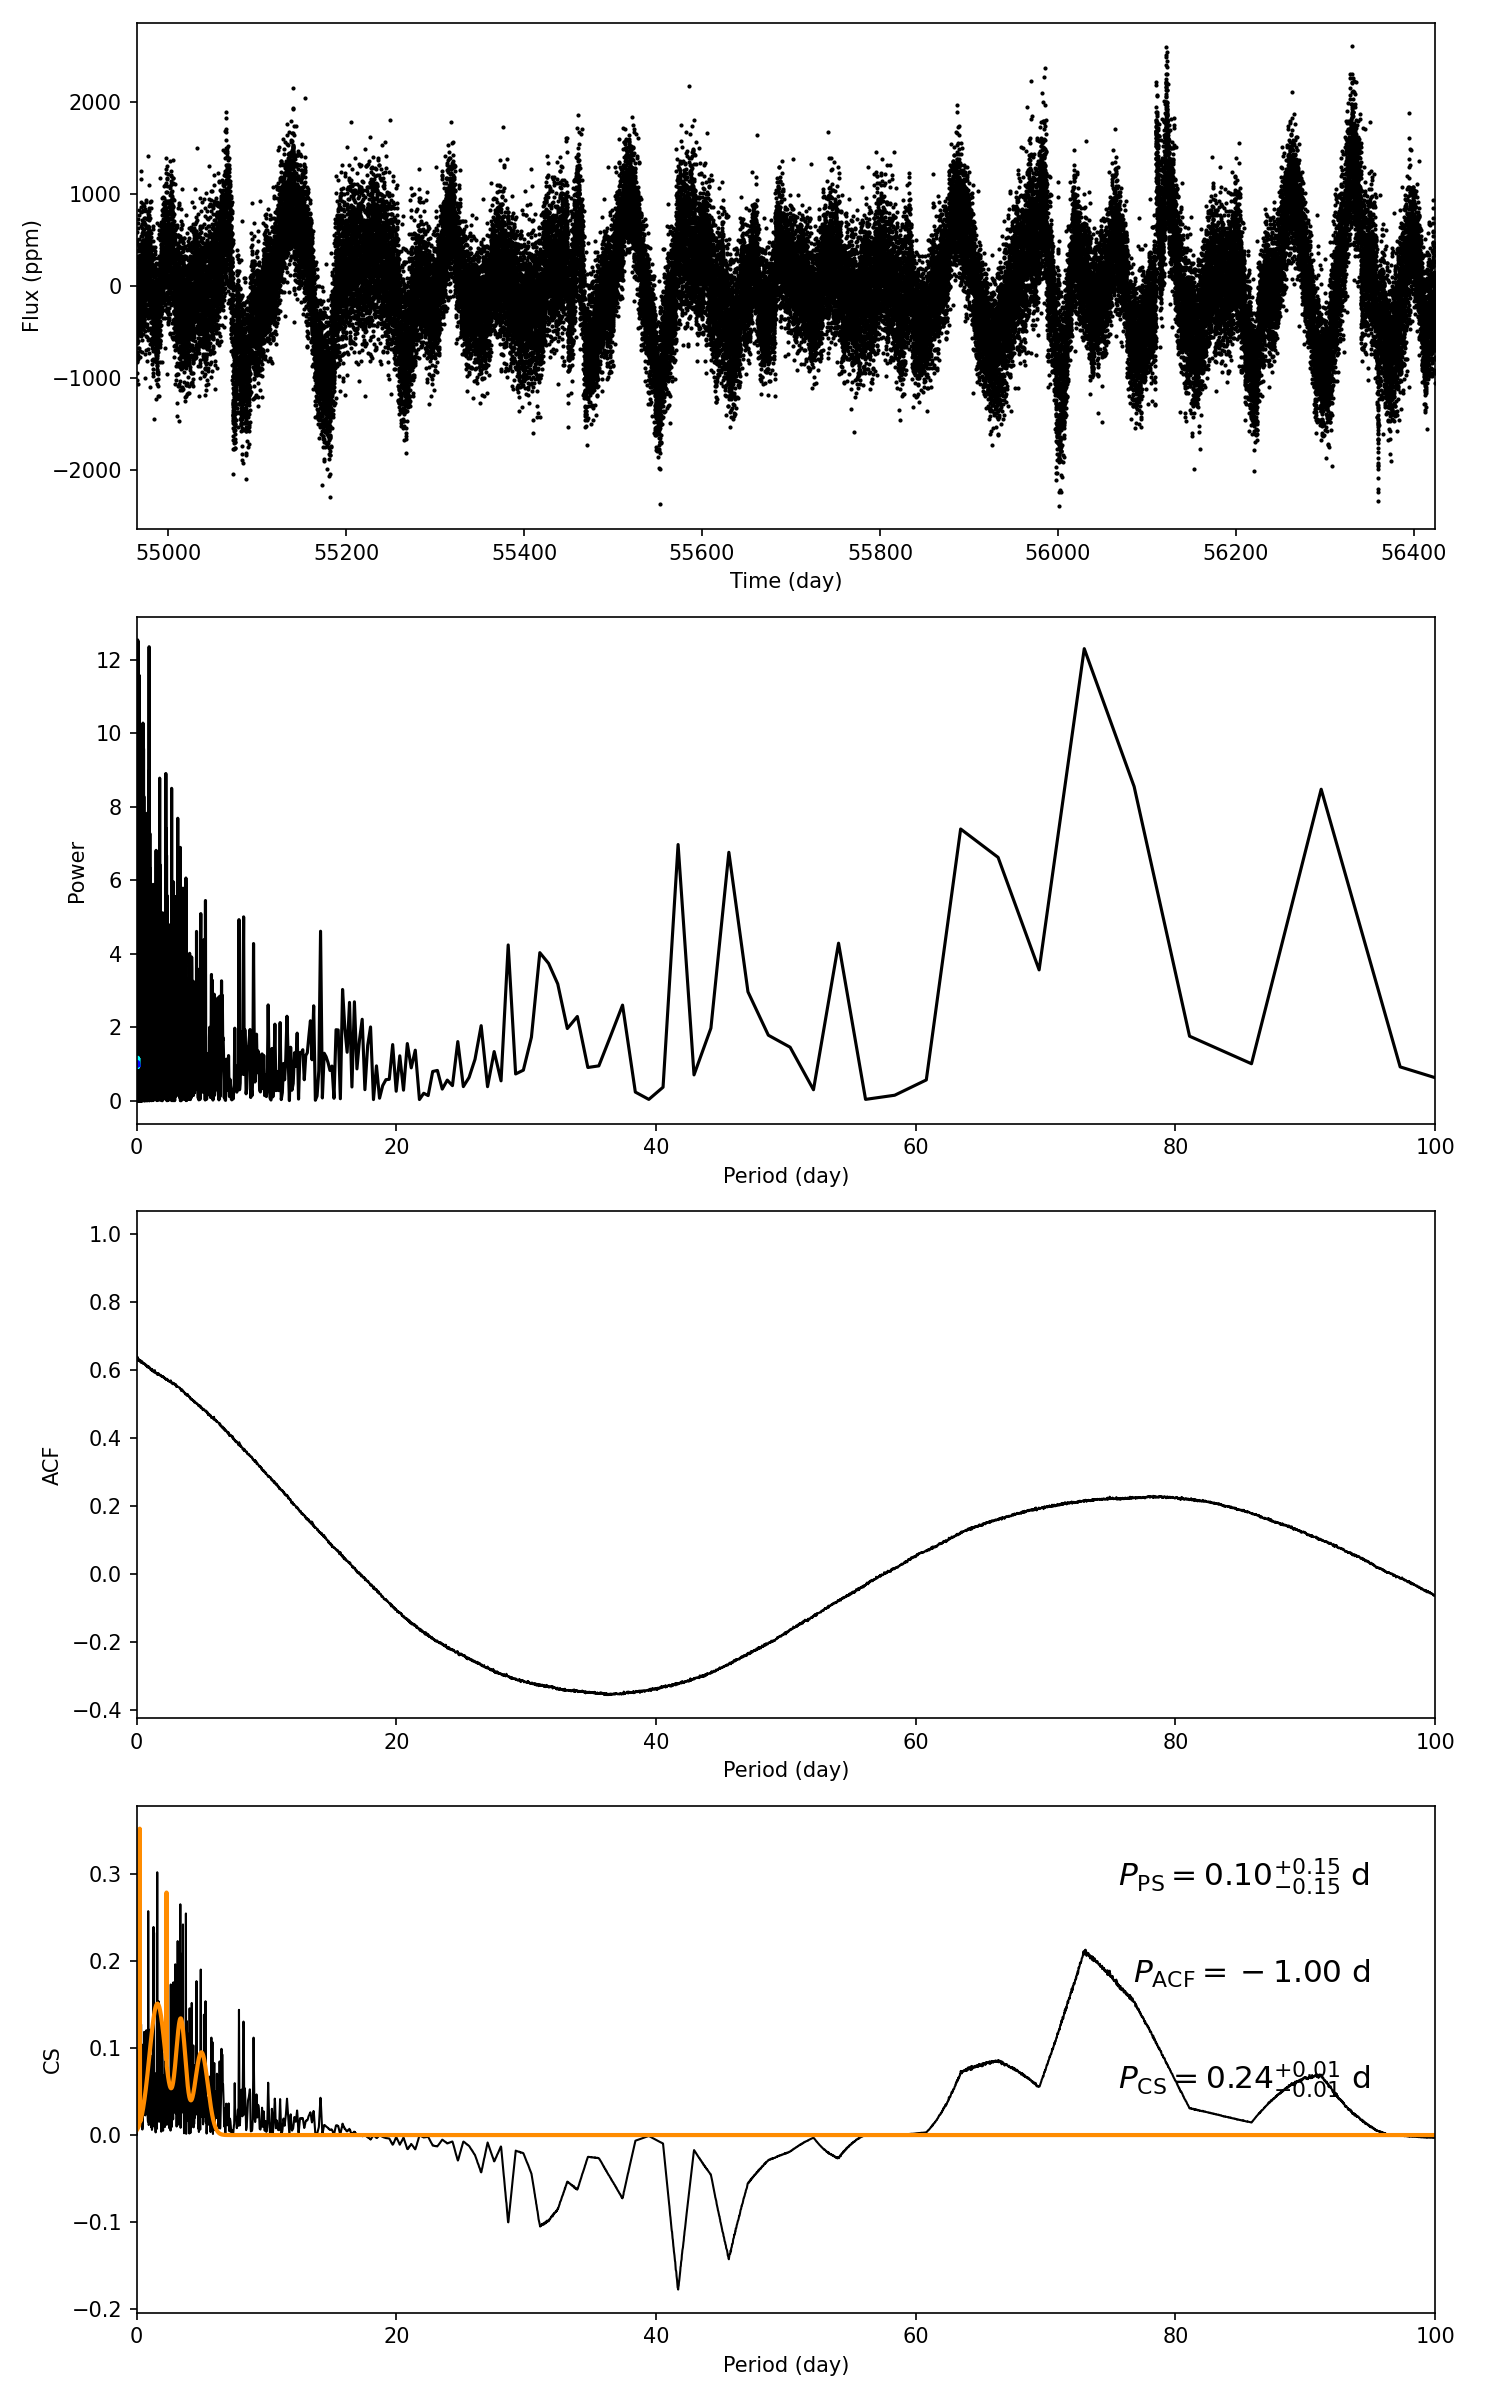 2000
1000
0
−1000
−2000
Flux (ppm)
55000 55200 55400 55600 55800 56000 56200 56400
Time (day)
12
10
8
6
4
2
0
Power
0 20 40 60 80 100
Period (day)
1.0
0.8
0.6
0.4
0.2
0.0
−0.2
−0.4
ACF
0 20 40 60 80 100
Period (day)
0.3
0.2
0.1
0.0
−0.1
−0.2
CS
P_PS = 0.10^{+0.15}_{−0.15} d
P_ACF = −1.00 d
P_CS = 0.24^{+0.01}_{−0.01} d
0 20 40 60 80 100
Period (day)